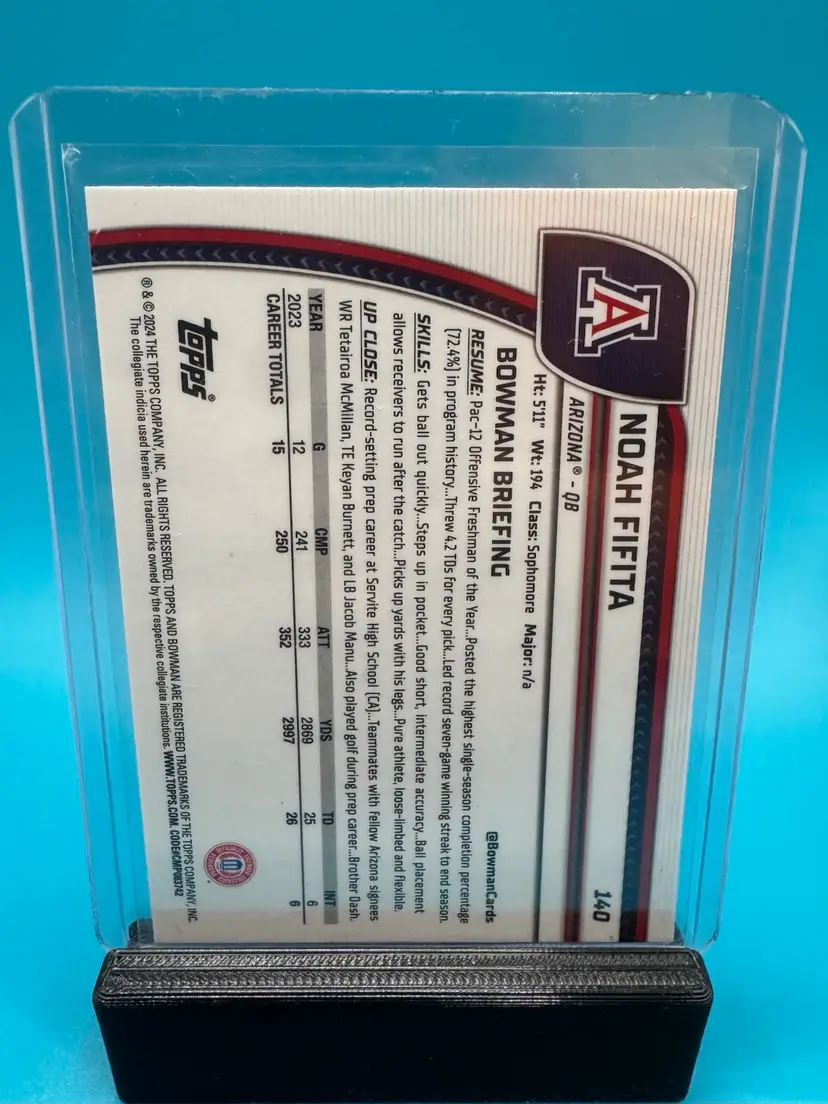 A
NOAH FIFITA
140
ARIZONA® - QB
Ht: 5'11" Wt: 194 Class: Sophomore Major: n/a
BOWMAN BRIEFING
@BowmanCards
RESUME: Pac-12 Offensive Freshman of the Year...Posted the highest single-season completion percentage
(72.4%) in program history...Threw 4.2 TDs for every pick...Led record seven-game winning streak to end season.
SKILLS: Gets ball out quickly...Steps up in pocket...Good short, intermediate accuracy...Ball placement
allows receivers to run after the catch...Picks up yards with his legs...Pure athlete, loose-limbed and flexible.
UP CLOSE: Record-setting prep career at Servite High School (CA)...Teammates with fellow Arizona signees
WR Tetairoa McMillan, TE Keyan Burnett, and LB Jacob Manu...Also played golf during prep career...Brother Dash.
YEAR G CMP ATT YDS TD INT
2023 12 241 333 2869 25 6
CAREER TOTALS 15 250 352 2997 26 6
topps®
® & © 2024 THE TOPPS COMPANY, INC. ALL RIGHTS RESERVED. TOPPS AND BOWMAN ARE REGISTERED TRADEMARKS OF THE TOPPS COMPANY, INC.
The collegiate indicia used herein are trademarks owned by the respective collegiate institutions. WWW.TOPPS.COM. CODE#CMP083742